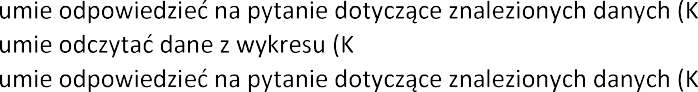 umie odpowiedzieć na pytanie dotyczące znalezionych danych (K
umie odczytać dane z wykresu (K
umie odpowiedzieć na pytanie dotyczące znalezionych danych (K